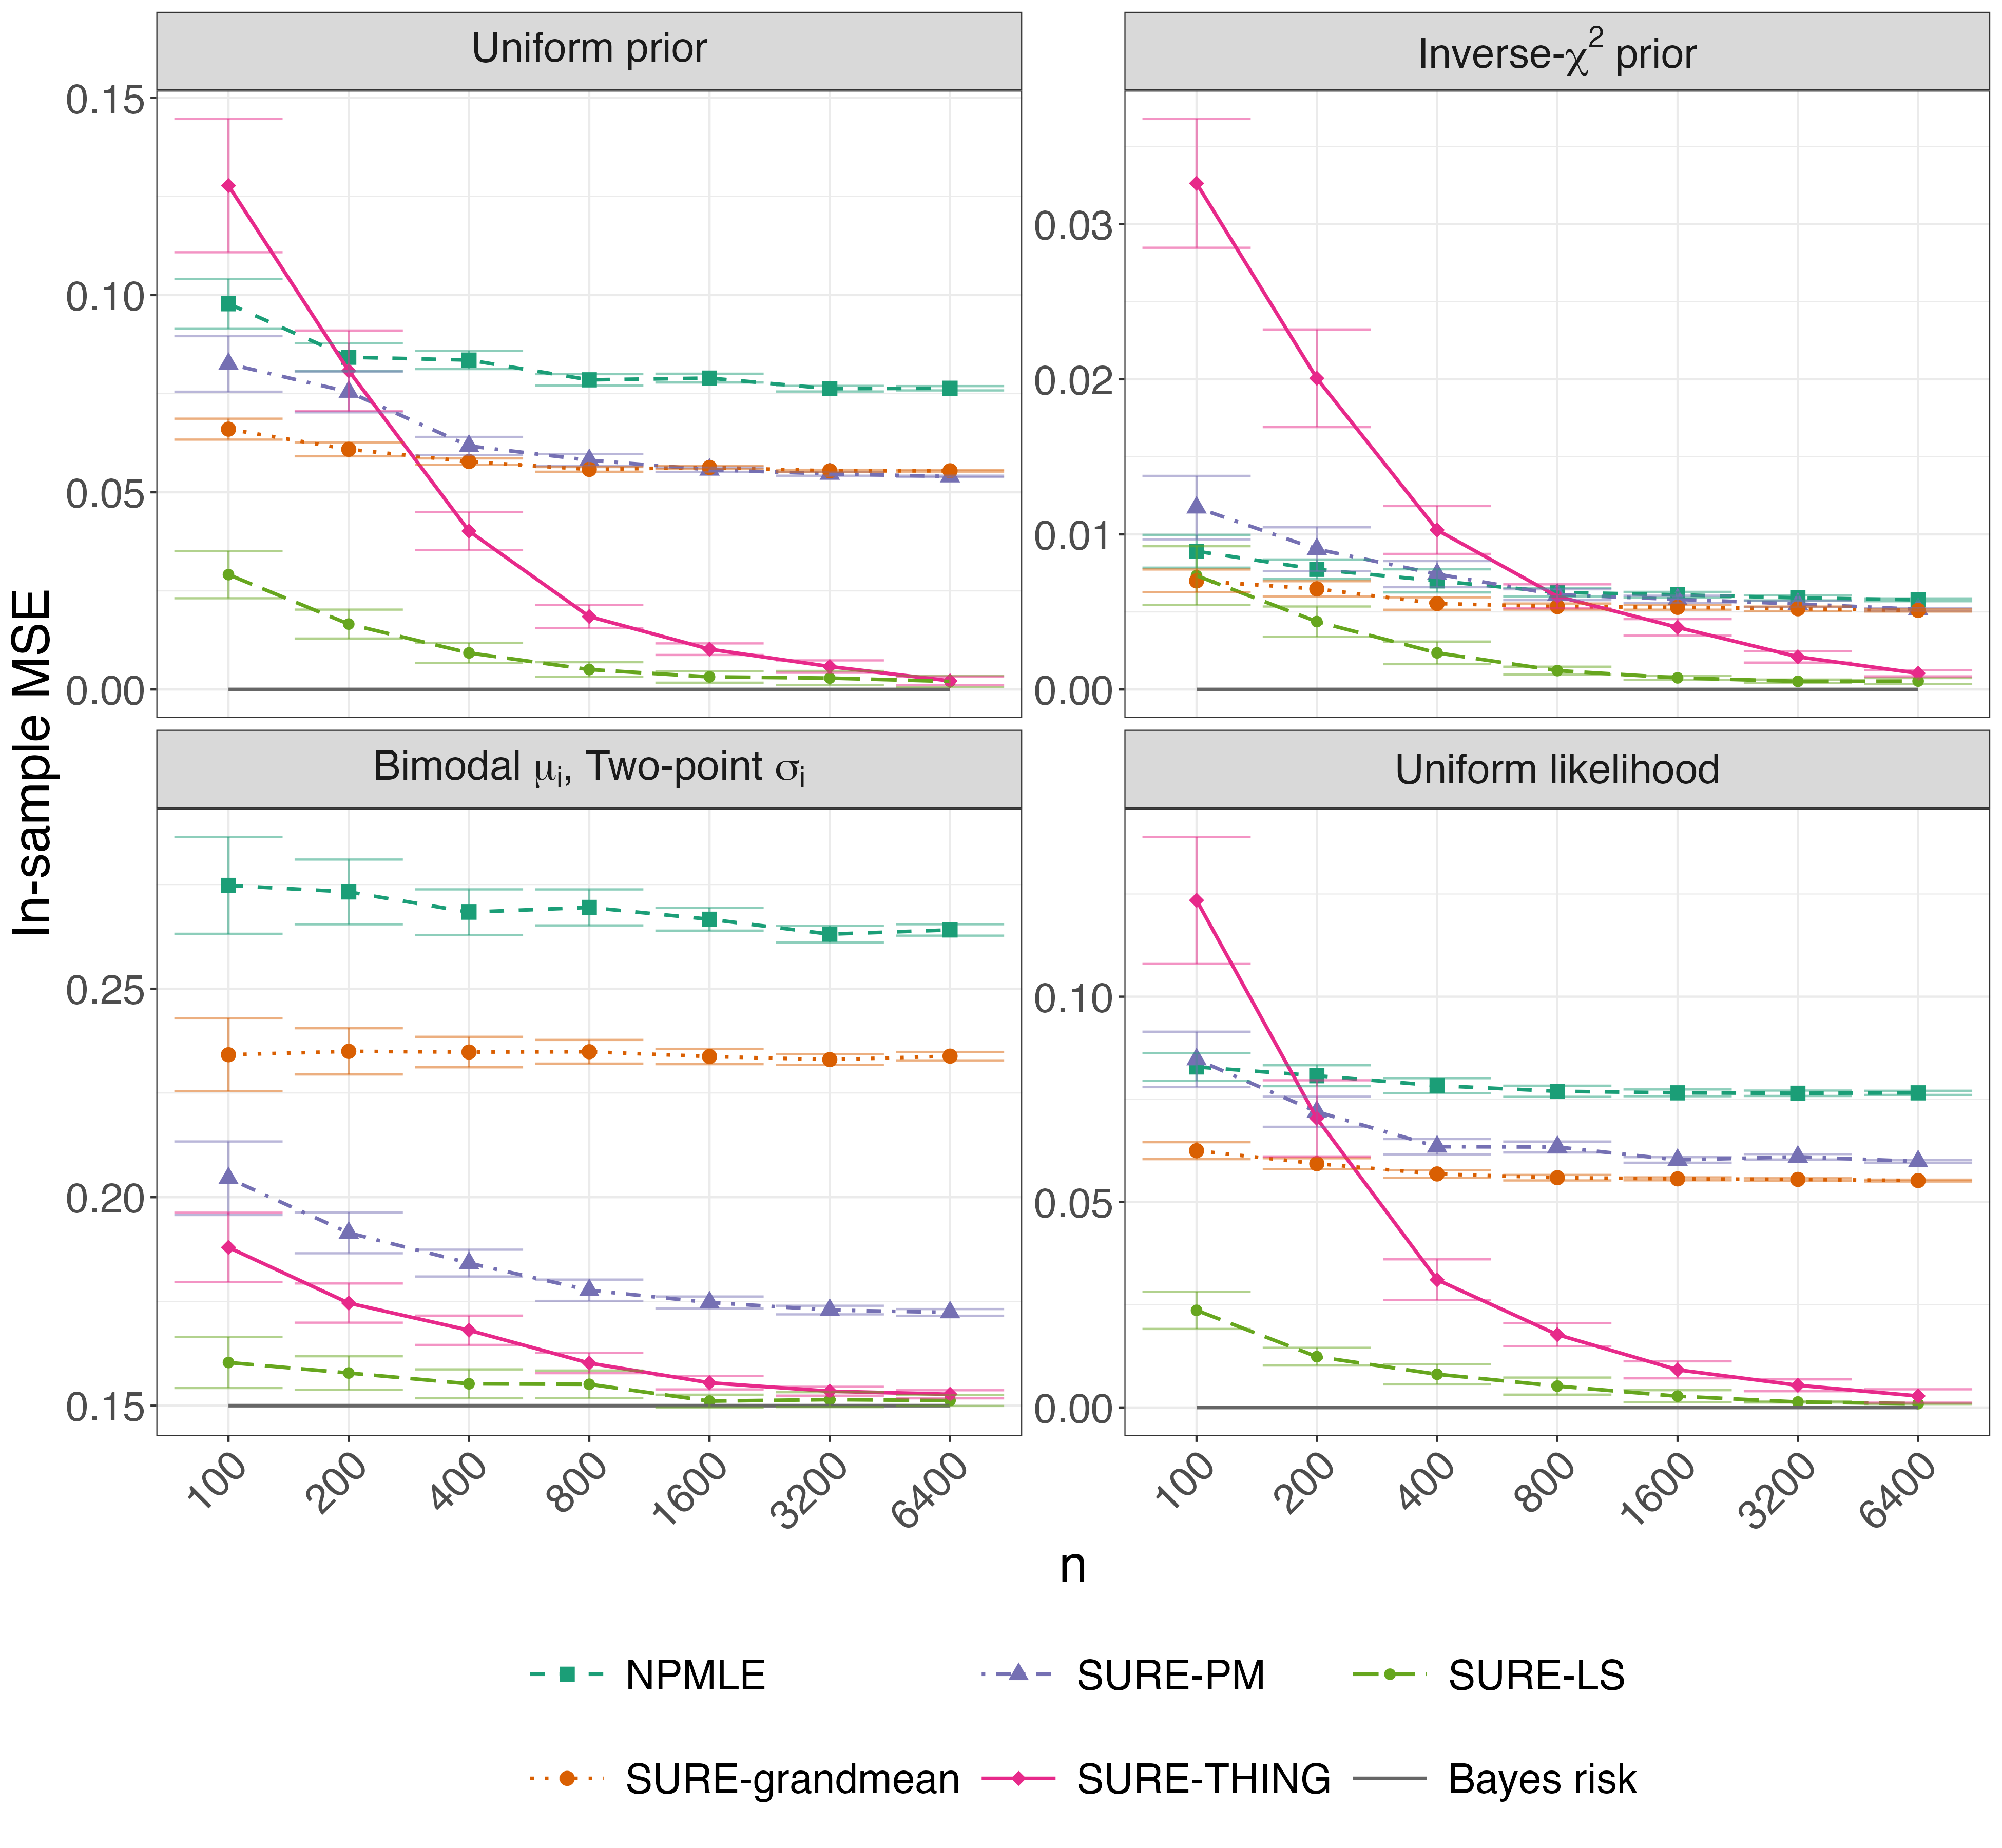 Uniform prior
Inverse-χ² prior
0.15
0.10
0.05
0.00
0.03
0.02
0.01
0.00
In-sample MSE
Bimodal μᵢ, Two-point σᵢ
Uniform likelihood
0.25
0.20
0.15
0.10
0.05
0.00
100 200 400 800 1600 3200 6400
100 200 400 800 1600 3200 6400
n
NPMLE SURE-PM SURE-LS
SURE-grandmean SURE-THING Bayes risk